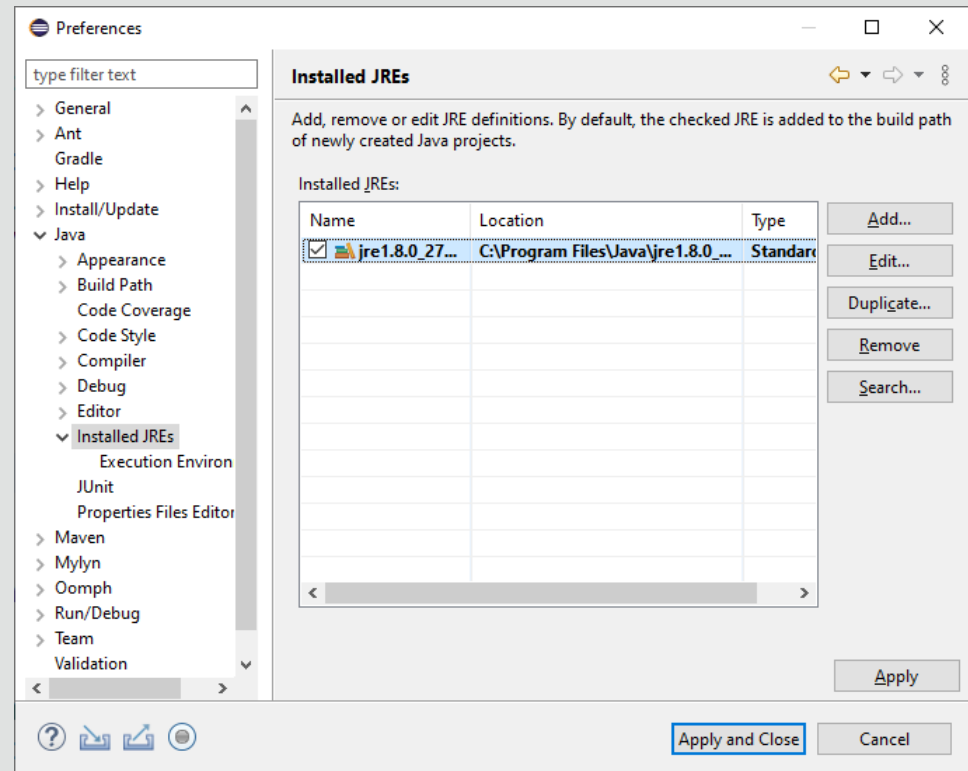 Preferences
type filter text
General
Ant
Gradle
Help
Install/Update
Java
Appearance
Build Path
Code Coverage
Code Style
Compiler
Debug
Editor
Installed JREs
Execution Environ
JUnit
Properties Files Editor
Maven
Mylyn
Oomph
Run/Debug
Team
Validation
Installed JREs
Add, remove or edit JRE definitions. By default, the checked JRE is added to the build path
of newly created Java projects.
Installed JREs:
Name Location Type
jre1.8.0_27... C:\Program Files\Java\jre1.8.0_... Standard
Add...
Edit...
Duplicate...
Remove
Search...
Apply
Apply and Close Cancel